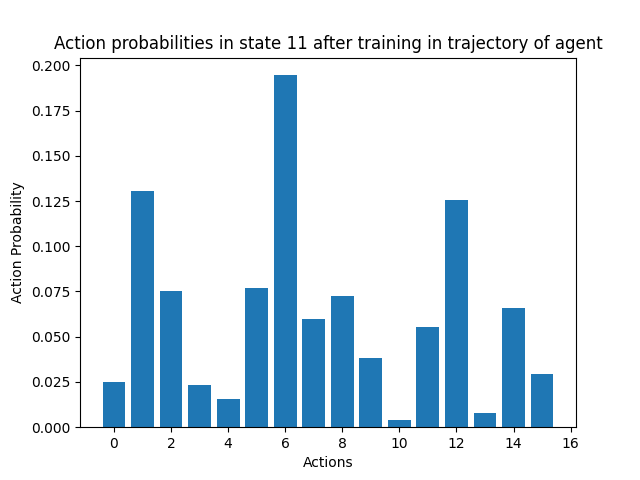 Action probabilities in state 11 after training in trajectory of agent
0.200
0.175
0.150
0.125
0.100
0.075
0.050
0.025
0.000
Action Probability
0 2 4 6 8 10 12 14 16
Actions